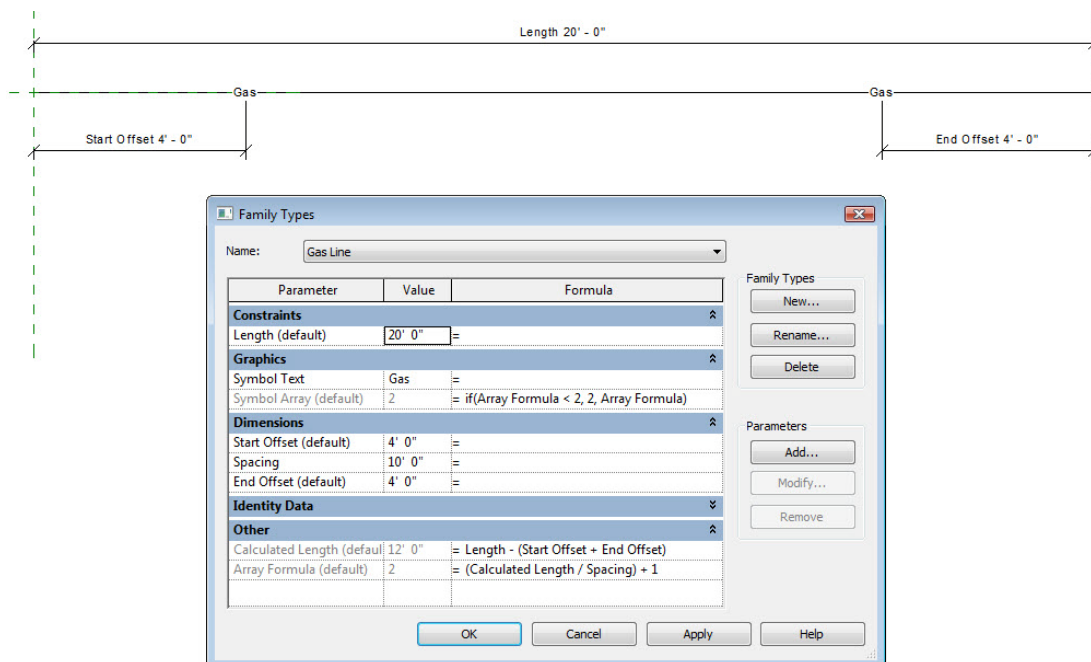 Length 20' - 0"
Gas Gas
Start Offset 4' - 0" End Offset 4' - 0"
Family Types
Name: Gas Line
Family Types
New...
Rename...
Delete
Parameter Value Formula
Constraints
Length (default) 20' 0" =
Graphics
Symbol Text Gas =
Symbol Array (default) 2 = if(Array Formula < 2, 2, Array Formula)
Dimensions
Start Offset (default) 4' 0" =
Spacing 10' 0" =
End Offset (default) 4' 0" =
Identity Data
Other
Calculated Length (defaul 12' 0" = Length - (Start Offset + End Offset)
Array Formula (default) 2 = (Calculated Length / Spacing) + 1
Parameters
Add...
Modify...
Remove
OK Cancel Apply Help